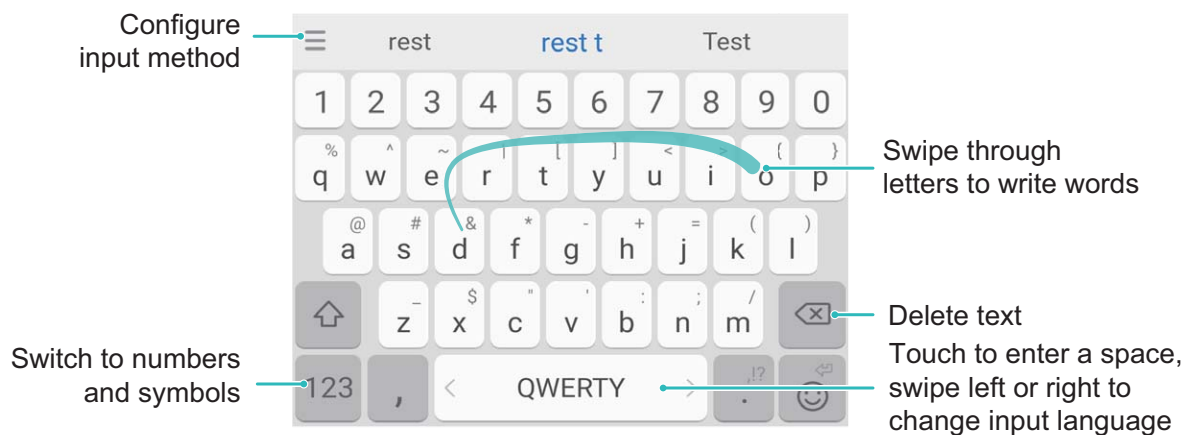 Configure
input method
rest rest t Test
1 2 3 4 5 6 7 8 9 0
% ^ ~ | [ ] < > { }
q w e r t y u i o p
Swipe through
letters to write words
@ # & * - + = ( )
a s d f g h j k l
_ $ " ' : ; /
z x c v b n m
Delete text
Switch to numbers
and symbols
123 , < QWERTY > ,!? .
Touch to enter a space,
swipe left or right to
change input language